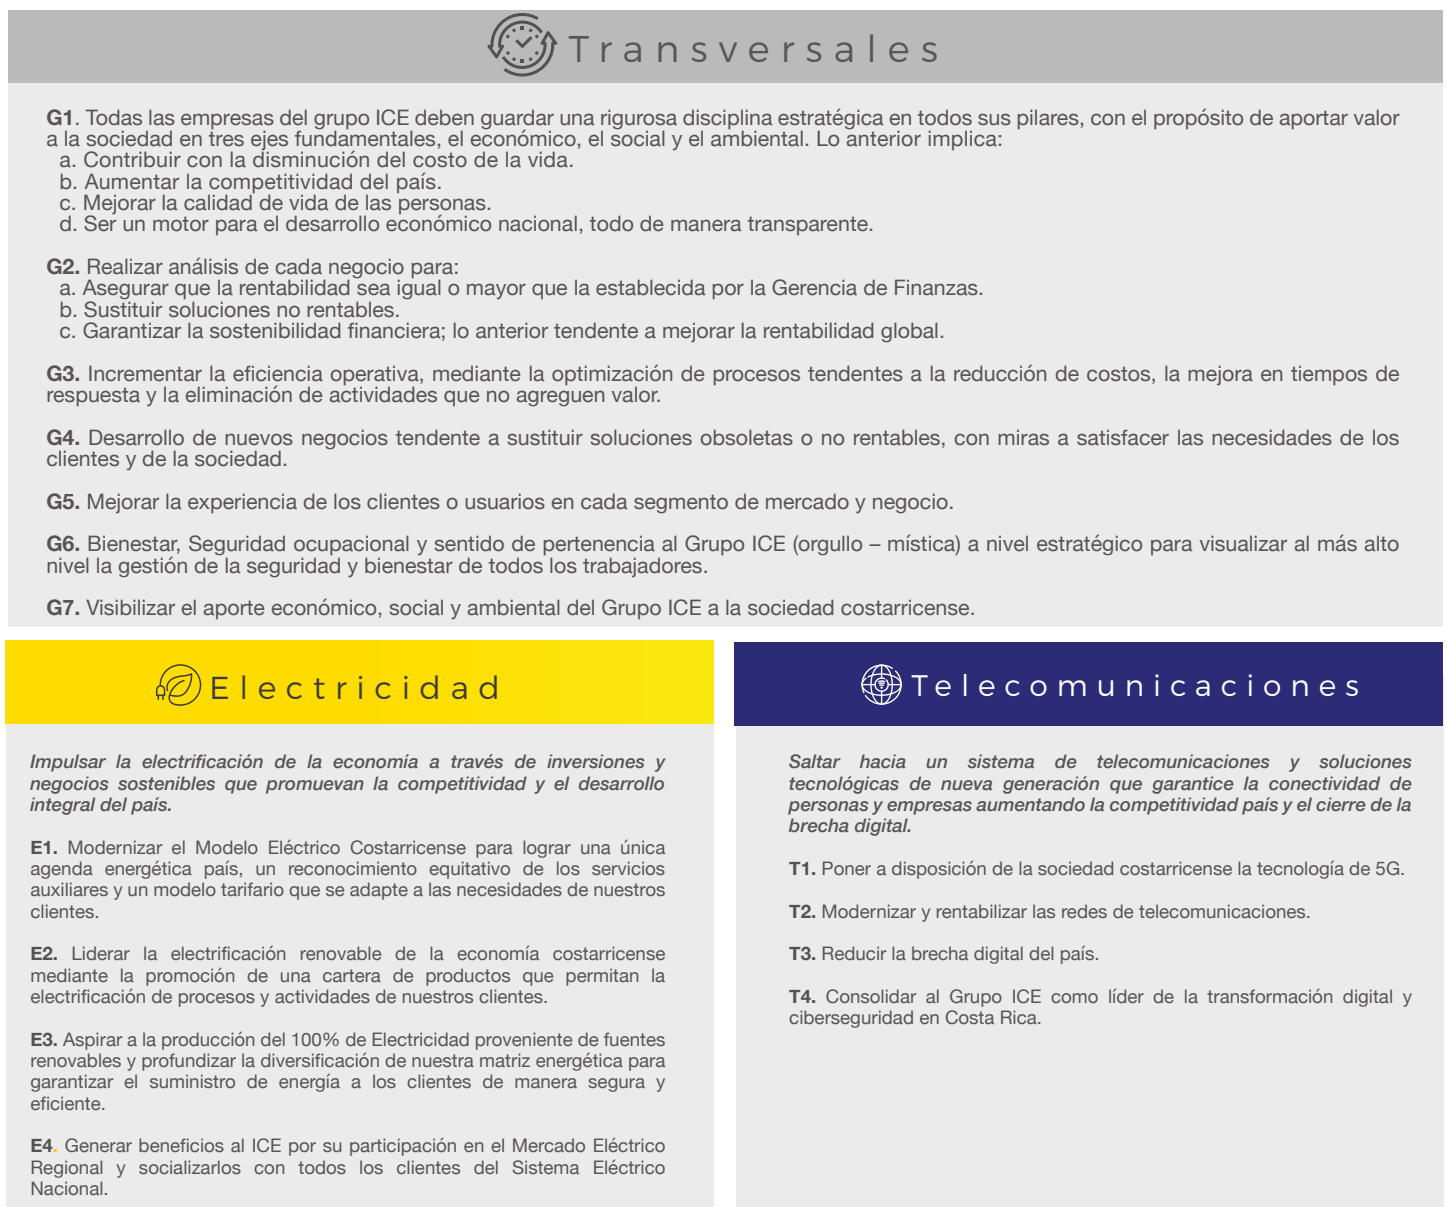 Transversales
G1. Todas las empresas del grupo ICE deben guardar una rigurosa disciplina estratégica en todos sus pilares, con el propósito de aportar valor
a la sociedad en tres ejes fundamentales, el económico, el social y el ambiental. Lo anterior implica:
a. Contribuir con la disminución del costo de la vida.
b. Aumentar la competitividad del país.
c. Mejorar la calidad de vida de las personas.
d. Ser un motor para el desarrollo económico nacional, todo de manera transparente.
G2. Realizar análisis de cada negocio para:
a. Asegurar que la rentabilidad sea igual o mayor que la establecida por la Gerencia de Finanzas.
b. Sustituir soluciones no rentables.
c. Garantizar la sostenibilidad financiera; lo anterior tendente a mejorar la rentabilidad global.
G3. Incrementar la eficiencia operativa, mediante la optimización de procesos tendentes a la reducción de costos, la mejora en tiempos de
respuesta y la eliminación de actividades que no agreguen valor.
G4. Desarrollo de nuevos negocios tendente a sustituir soluciones obsoletas o no rentables, con miras a satisfacer las necesidades de los
clientes y de la sociedad.
G5. Mejorar la experiencia de los clientes o usuarios en cada segmento de mercado y negocio.
G6. Bienestar, Seguridad ocupacional y sentido de pertenencia al Grupo ICE (orgullo – mística) a nivel estratégico para visualizar al más alto
nivel la gestión de la seguridad y bienestar de todos los trabajadores.
G7. Visibilizar el aporte económico, social y ambiental del Grupo ICE a la sociedad costarricense.
Electricidad
Impulsar la electrificación de la economía a través de inversiones y
negocios sostenibles que promuevan la competitividad y el desarrollo
integral del país.
E1. Modernizar el Modelo Eléctrico Costarricense para lograr una única
agenda energética país, un reconocimiento equitativo de los servicios
auxiliares y un modelo tarifario que se adapte a las necesidades de nuestros
clientes.
E2. Liderar la electrificación renovable de la economía costarricense
mediante la promoción de una cartera de productos que permitan la
electrificación de procesos y actividades de nuestros clientes.
E3. Aspirar a la producción del 100% de Electricidad proveniente de fuentes
renovables y profundizar la diversificación de nuestra matriz energética para
garantizar el suministro de energía a los clientes de manera segura y
eficiente.
E4. Generar beneficios al ICE por su participación en el Mercado Eléctrico
Regional y socializarlos con todos los clientes del Sistema Eléctrico
Nacional.
Telecomunicaciones
Saltar hacia un sistema de telecomunicaciones y soluciones
tecnológicas de nueva generación que garantice la conectividad de
personas y empresas aumentando la competitividad país y el cierre de la
brecha digital.
T1. Poner a disposición de la sociedad costarricense la tecnología de 5G.
T2. Modernizar y rentabilizar las redes de telecomunicaciones.
T3. Reducir la brecha digital del país.
T4. Consolidar al Grupo ICE como líder de la transformación digital y
ciberseguridad en Costa Rica.